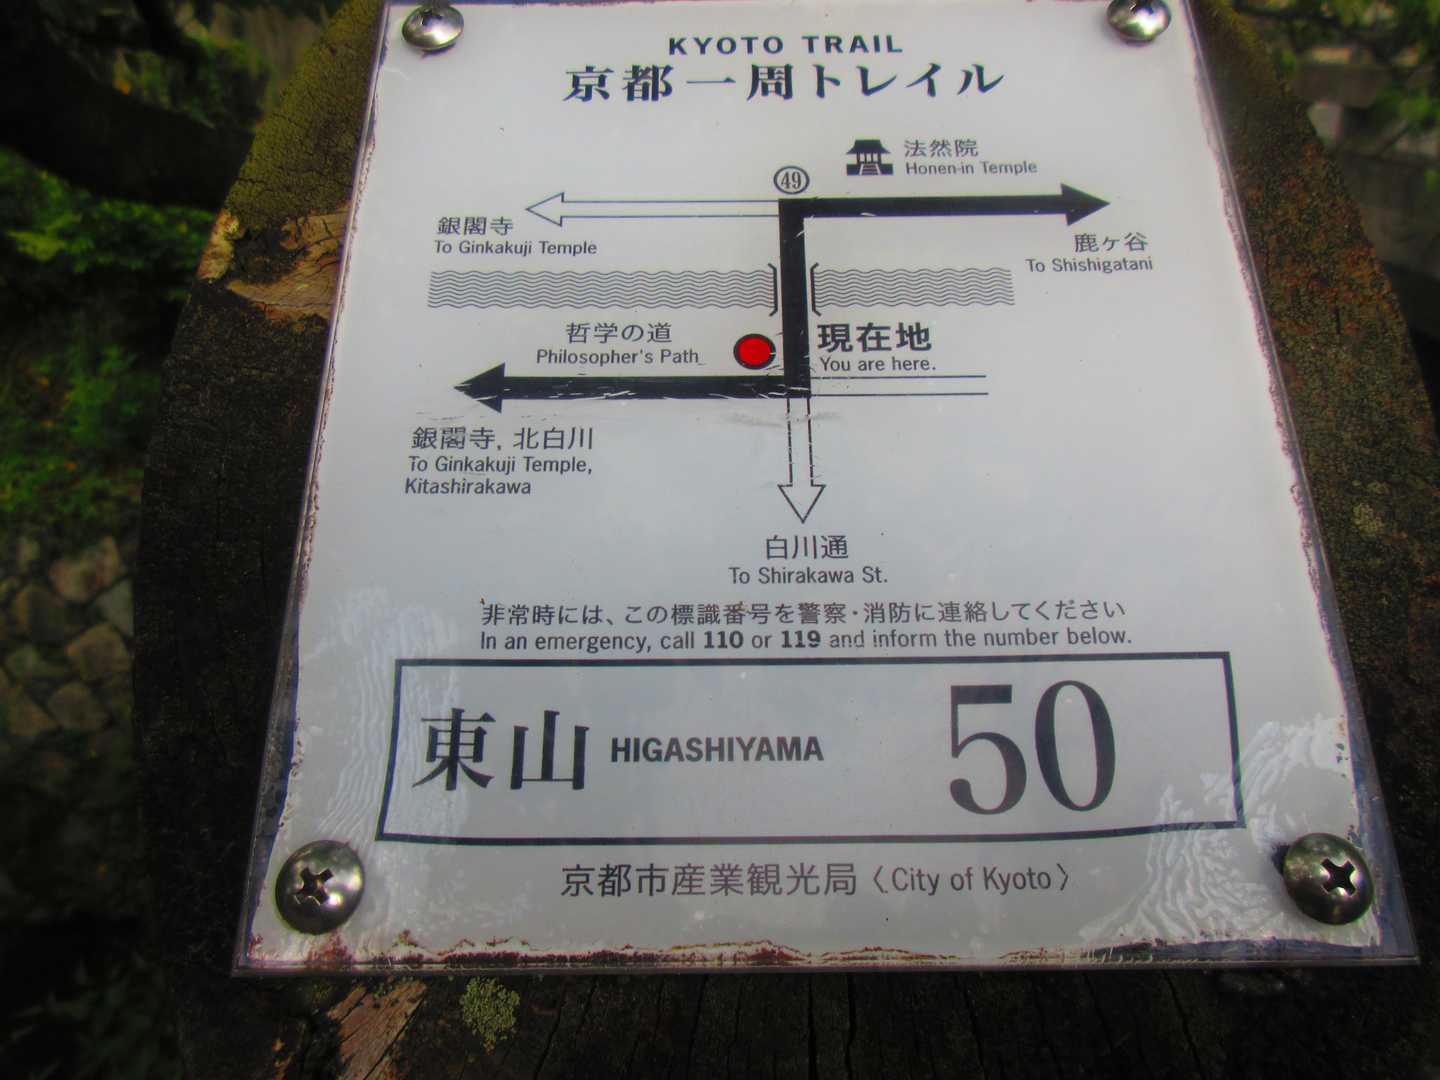 KYOTO TRAIL
京都一周トレイル
法然院
Honen-in Temple
49
銀閣寺
To Ginkakuji Temple
鹿ヶ谷
To Shishigatani
哲学の道
Philosopher's Path
現在地
You are here.
銀閣寺, 北白川
To Ginkakuji Temple,
Kitashirakawa
白川通
To Shirakawa St.
非常時には、この標識番号を警察・消防に連絡してください
In an emergency, call 110 or 119 and inform the number below.
東山 HIGASHIYAMA 50
京都市産業観光局〈City of Kyoto〉